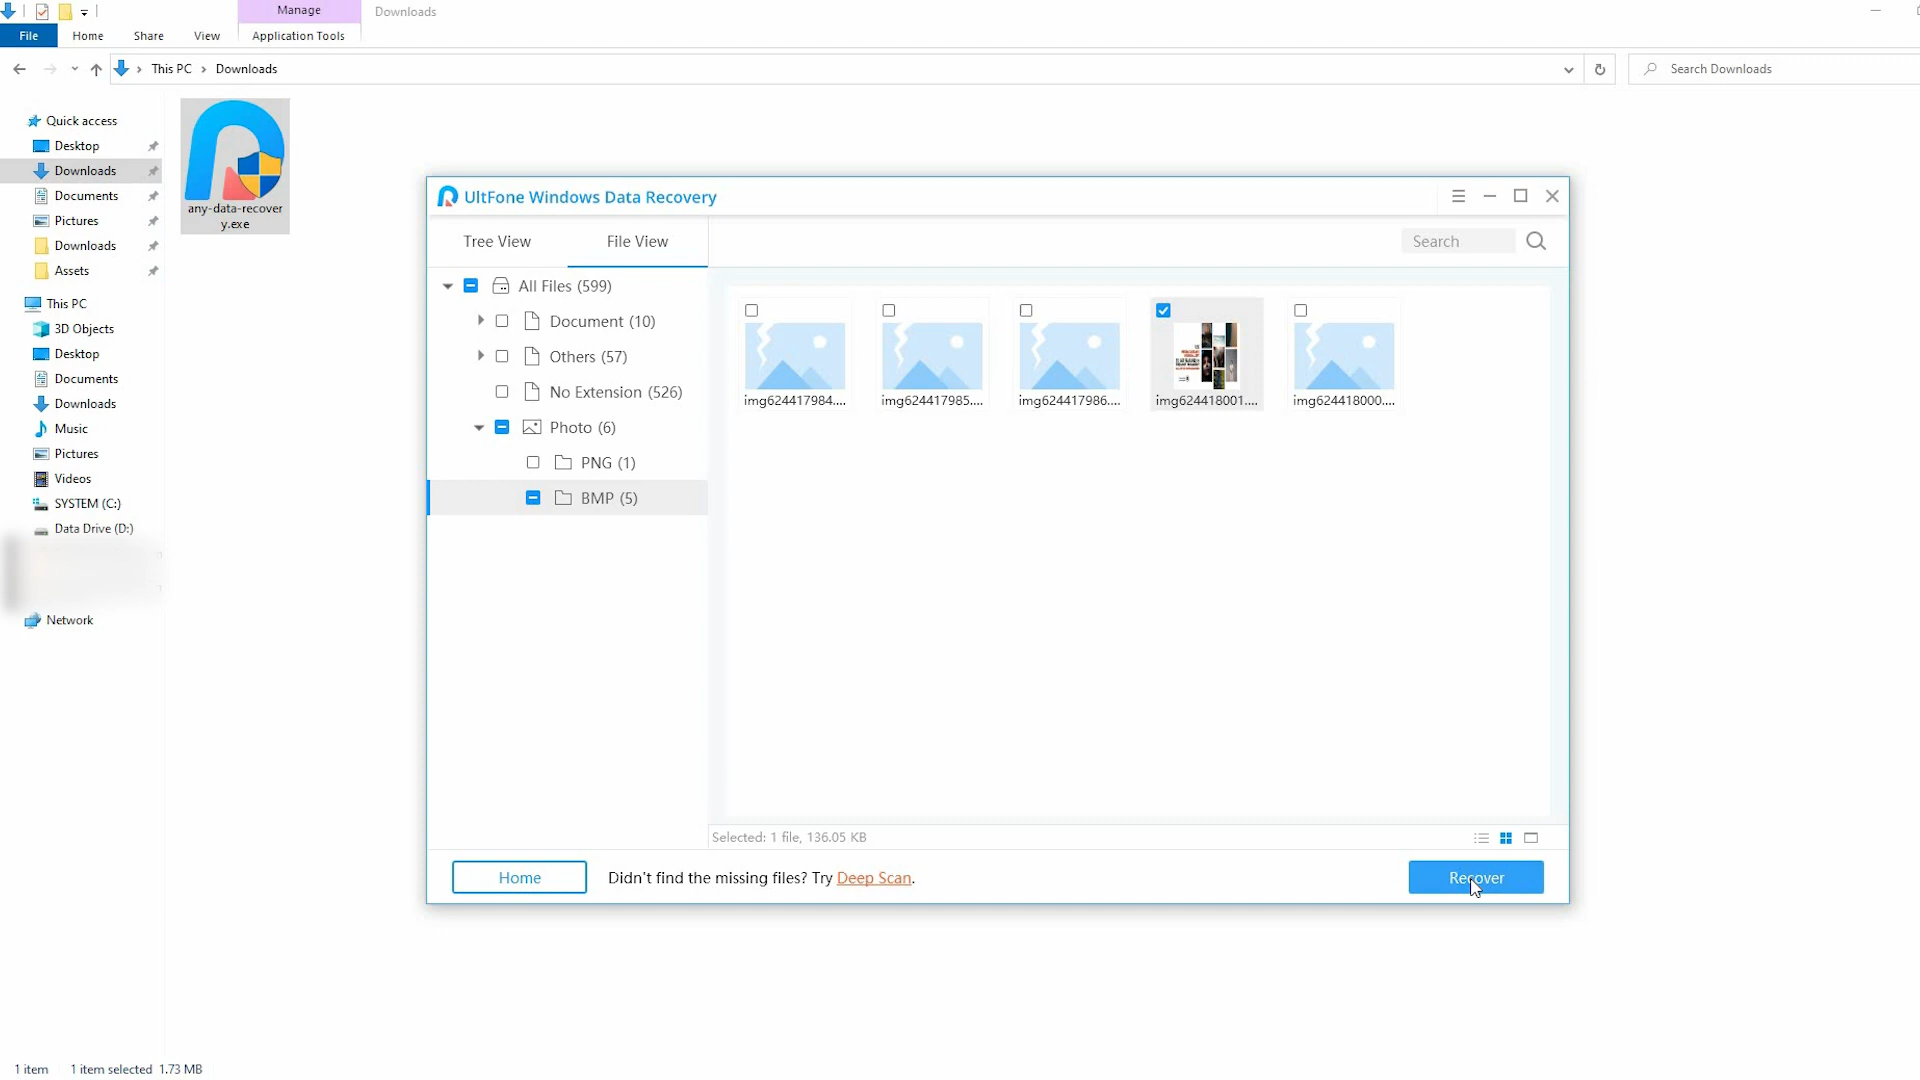 Manage
Downloads
File
Home
Share
View
Application Tools
This PC
Downloads
Search Downloads
Quick access
Desktop
Downloads
Documents
Pictures
Downloads
Assets
This PC
3D Objects
Desktop
Documents
Downloads
Music
Pictures
Videos
SYSTEM (C:)
Data Drive (D:)
Network
any-data-recover
y.exe
UltFone Windows Data Recovery
Tree View
File View
Search
All Files (599)
Document (10)
Others (57)
No Extension (526)
Photo (6)
PNG (1)
BMP (5)
img624417984....
img624417985....
img624417986....
img624418001....
img624418000....
Selected: 1 file, 136.05 KB
Home
Didn't find the missing files? Try Deep Scan.
Recover
1 item
1 item selected 1.73 MB